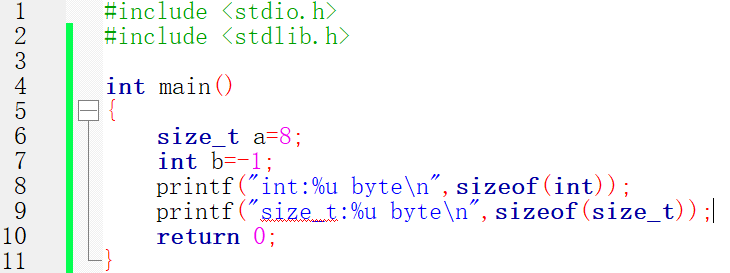 1 #include <stdio.h>
2 #include <stdlib.h>
3
4 int main()
5 {
6 size_t a=8;
7 int b=-1;
8 printf("int:%u byte\n",sizeof(int));
9 printf("size_t:%u byte\n",sizeof(size_t));
10 return 0;
11 }